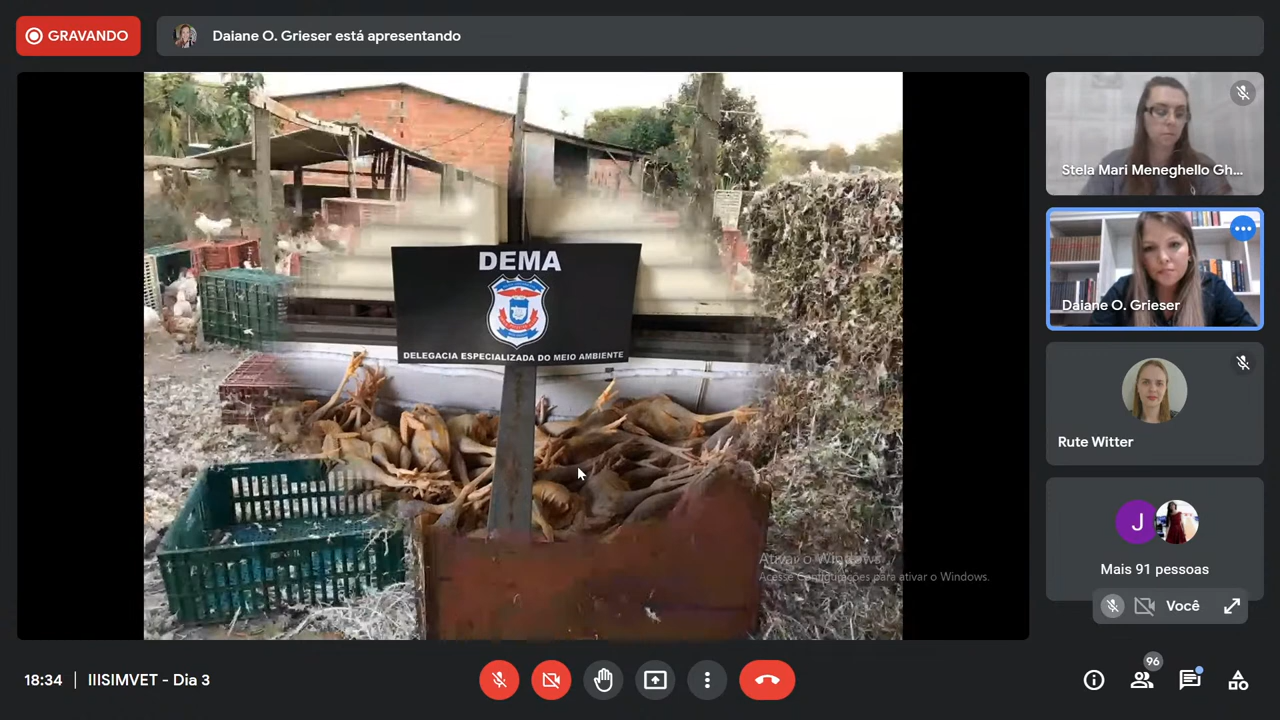 GRAVANDO
Daiane O. Grieser está apresentando
DEMA
DELEGACIA ESPECIALIZADA DO MEIO AMBIENTE
Ativar o Windows
Acesse Configurações para ativar o Windows.
Stela Mari Meneghello Gh...
Daiane O. Grieser
Rute Witter
J
Mais 91 pessoas
Você
18:34 | IIISIMVET - Dia 3
96